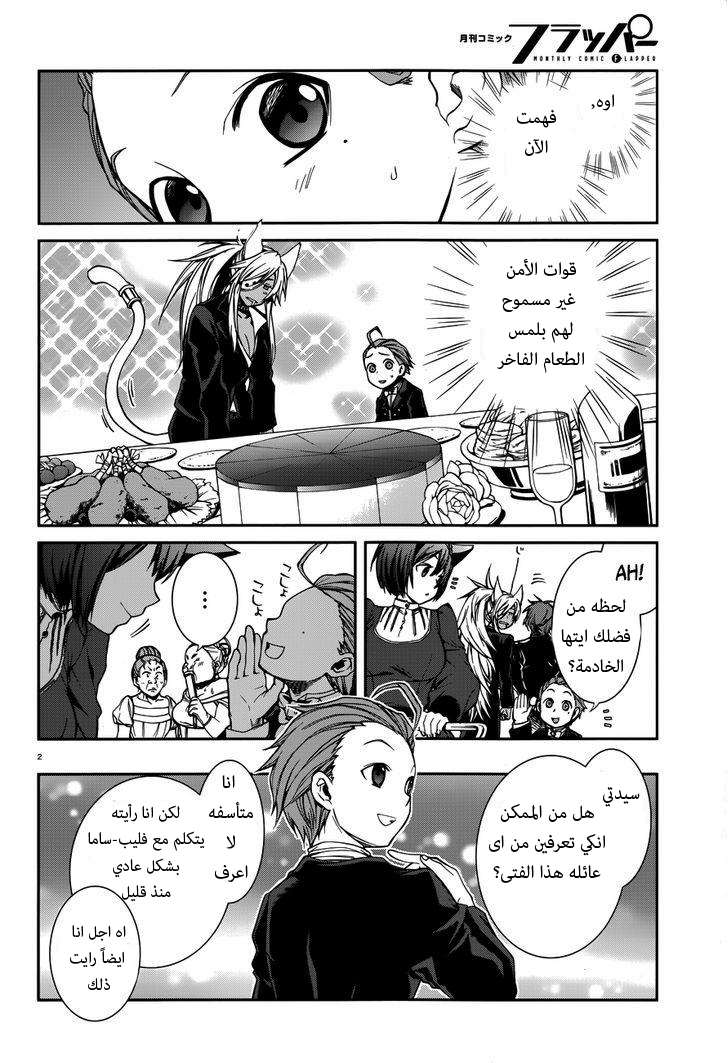 月刊コミック フラッパー
MONTHLY COMIC FLAPPER
اوه,
فهمت
الآن
قوات الأمن
غير مسموح
لهم بلمس
الطعام الفاخر
AH!
لحظه من
فضلك ايتها
الخادمة؟
...
2
سيدتي
هل من الممكن
انكي تعرفين من اى
عائله هذا الفتى؟
انا
متأسفه
لا
اعرف
لكن انا رأيته
يتكلم مع فليب-ساما
بشكل عادي
منذ قليل
اه اجل انا
ايضاً رايت
ذلك